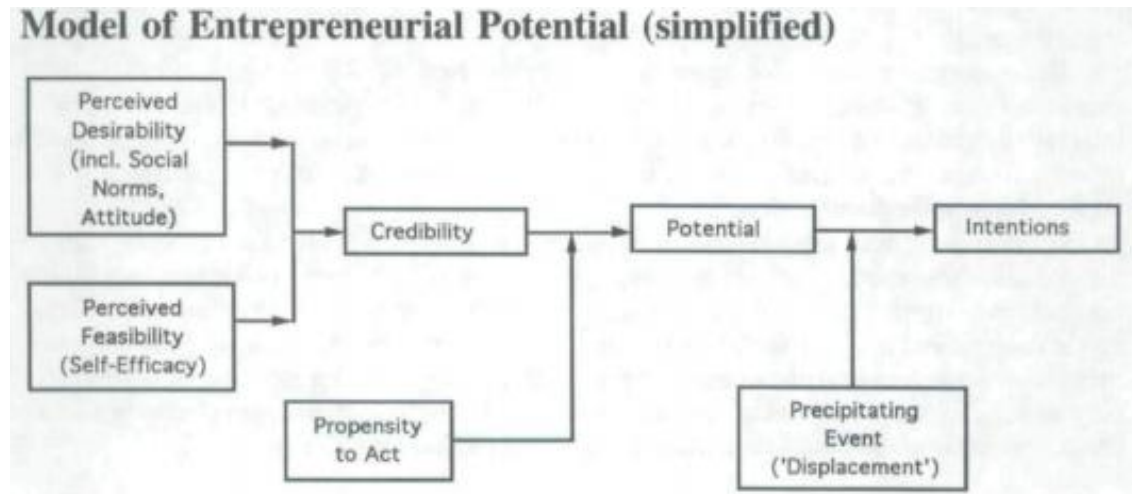 Model of Entrepreneurial Potential (simplified)
Perceived
Desirability
(incl. Social
Norms,
Attitude)
Credibility
Potential
Intentions
Perceived
Feasibility
(Self-Efficacy)
Propensity
to Act
Precipitating
Event
('Displacement')